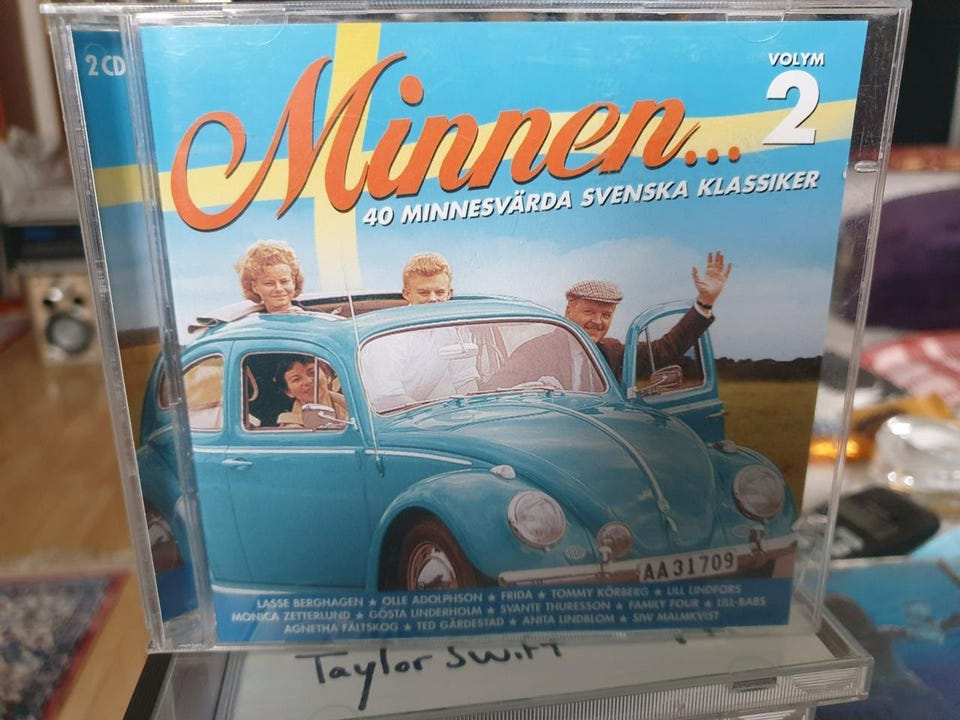 2 CD
VOLYM
2
Minnen...
40 MINNESVÄRDA SVENSKA KLASSIKER
AA31709
LASSE BERGHAGEN ★ OLLE ADOLPHSON ★ FRIDA ★ TOMMY KÖRBERG ★ LILL LINDFORS
MONICA ZETTERLUND ★ GÖSTA LINDERHOLM ★ SVANTE THURESSON ★ FAMILY FOUR ★ LILL-BABS
AGNETHA FÄLTSKOG ★ TED GÄRDESTAD ★ ANITA LINDBLOM ★ SIW MALMKVIST
Taylor Swift